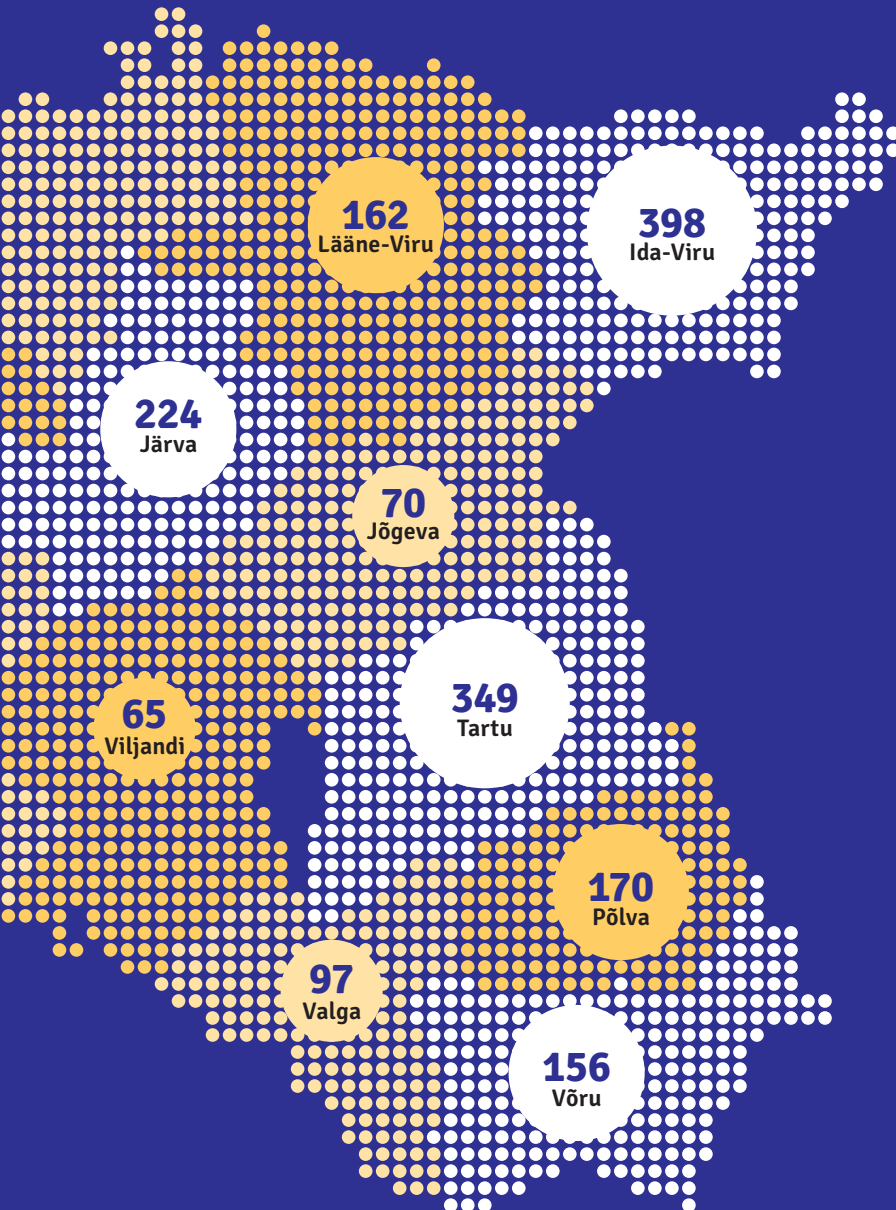 162
Lääne-Viru
398
Ida-Viru
224
Järva
70
Jõgeva
349
Tartu
65
Viljandi
170
Põlva
97
Valga
156
Võru